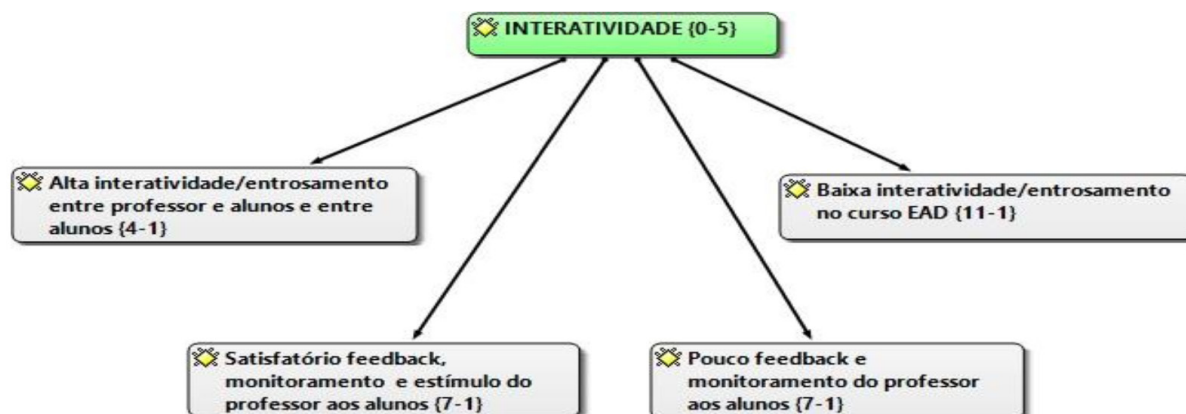 INTERATIVIDADE {0-5}
Alta interatividade/entrosamento
entre professor e alunos e entre
alunos {4-1}
Baixa interatividade/entrosamento
no curso EAD {11-1}
Satisfatório feedback,
monitoramento e estímulo do
professor aos alunos {7-1}
Pouco feedback e
monitoramento do professor
aos alunos {7-1}